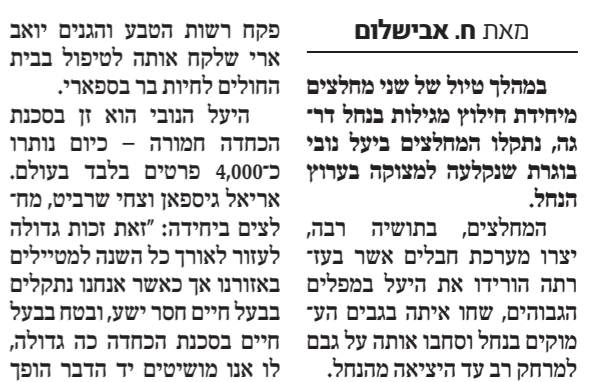 מאת ח. אבישלום
במהלך טיול של שני מחלצים
מיחידת חילוץ מגילות בנחל דר־
גה, נתקלו המחלצים ביעל נובי
בוגרת שנקלעה למצוקה בערוץ
הנחל.
המחלצים, בתושיה רבה,
יצרו מערכת חבלים אשר בעז־
רתה הורידו את היעל במפלים
הגבוהים, שחו איתה בגבים הע־
מוקים בנחל וסחבו אותה על גבם
למרחק רב עד היציאה מהנחל.
פקח רשות הטבע והגנים יואב
ארי שלקח אותה לטיפול בבית
החולים לחיות בר בספארי.
היעל הנובי הוא זן בסכנת
הכחדה חמורה – כיום נותרו
כ־4,000 פרטים בלבד בעולם.
אריאל גיספאן וצחי שרביט, מח־
לצים ביחידה: "זאת זכות גדולה
לעזור לאורך כל השנה למטיילים
באזורנו אך כאשר אנחנו נתקלים
בבעל חיים חסר ישע, ובטח בבעל
חיים בסכנת הכחדה כה גדולה,
לו אנו מושיטים יד הדבר הופך